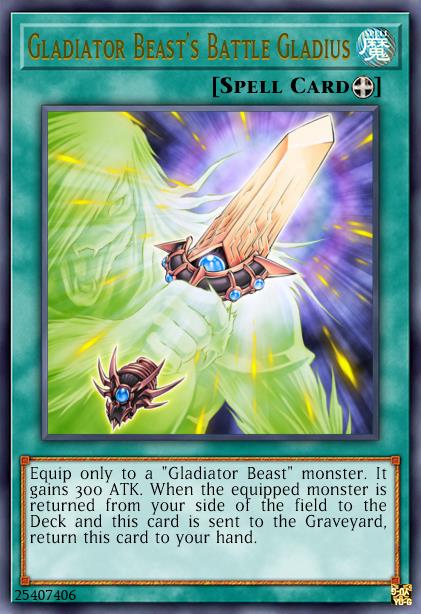 Gladiator Beast's Battle Gladius
SPELL
魔
[Spell Card]
Equip only to a "Gladiator Beast" monster. It
gains 300 ATK. When the equipped monster is
returned from your side of the field to the
Deck and this card is sent to the Graveyard,
return this card to your hand.
25407406